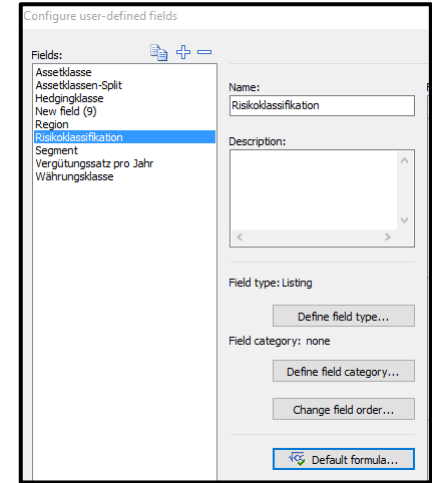 Configure user-defined fields
Fields:
Assetklasse
Assetklassen-Split
Hedgingklasse
New field (9)
Region
Risikoklassifikation
Segment
Vergütungssatz pro Jahr
Währungsklasse
Name:
Risikoklassifikation
Description:
Field type: Listing
Define field type...
Field category: none
Define field category...
Change field order...
Default formula...